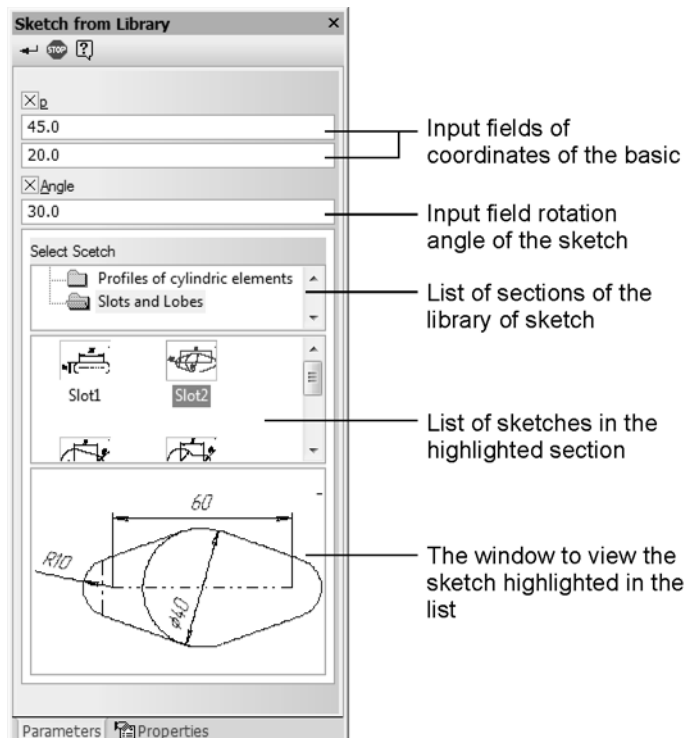 Sketch from Library
STOP
p
45.0
20.0
Angle
30.0
Select Scetch
Profiles of cylindric elements
Slots and Lobes
Slot1
Slot2
60
R10
⌀40
Parameters
Properties
Input fields of
coordinates of the basic
Input field rotation
angle of the sketch
List of sections of the
library of sketch
List of sketches in the
highlighted section
The window to view the
sketch highlighted in the
list